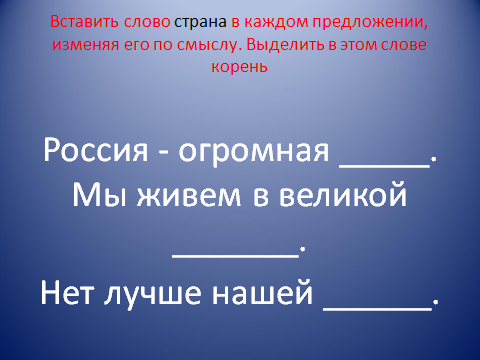 Вставить слово страна в каждом предложении,
изменяя его по смыслу. Выделить в этом слове
корень
Россия - огромная _____.
Мы живем в великой
_______.
Нет лучше нашей ______.